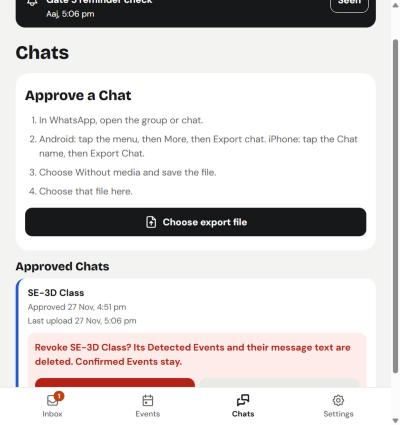 Gate 5 reminder check
Aaj, 5:06 pm
Seen
Chats
Approve a Chat
1. In WhatsApp, open the group or chat.
2. Android: tap the menu, then More, then Export chat. iPhone: tap the Chat
name, then Export Chat.
3. Choose Without media and save the file.
4. Choose that file here.
Choose export file
Approved Chats
SE-3D Class
Approved 27 Nov, 4:51 pm
Last upload 27 Nov, 5:06 pm
Revoke SE-3D Class? Its Detected Events and their message text are
deleted. Confirmed Events stay.
1
Inbox
Events
Chats
Settings